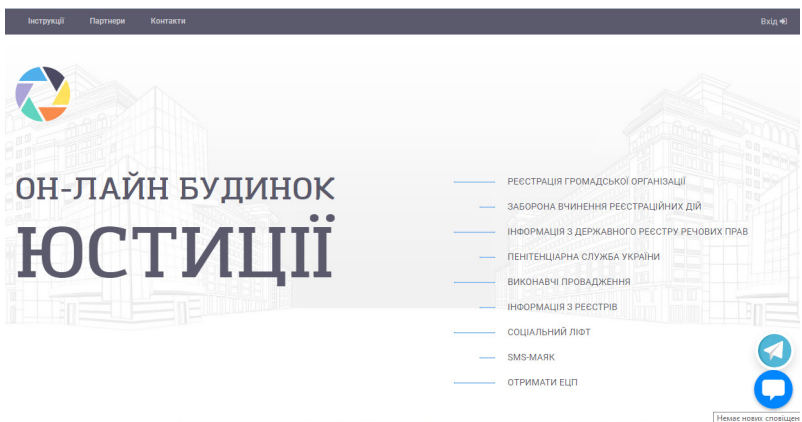 Інструкції Партнери Контакти Вхід
ОН-ЛАЙН БУДИНОК
ЮСТИЦІЇ
РЕЄСТРАЦІЯ ГРОМАДСЬКОЇ ОРГАНІЗАЦІЇ
ЗАБОРОНА ВЧИНЕННЯ РЕЄСТРАЦІЙНИХ ДІЙ
ІНФОРМАЦІЯ З ДЕРЖАВНОГО РЕЄСТРУ РЕЧОВИХ ПРАВ
ПЕНІТЕНЦІАРНА СЛУЖБА УКРАЇНИ
ВИКОНАВЧІ ПРОВАДЖЕННЯ
ІНФОРМАЦІЯ З РЕЄСТРІВ
СОЦІАЛЬНИЙ ЛІФТ
SMS-МАЯК
ОТРИМАТИ ЕЦП
Немає нових сповіщен